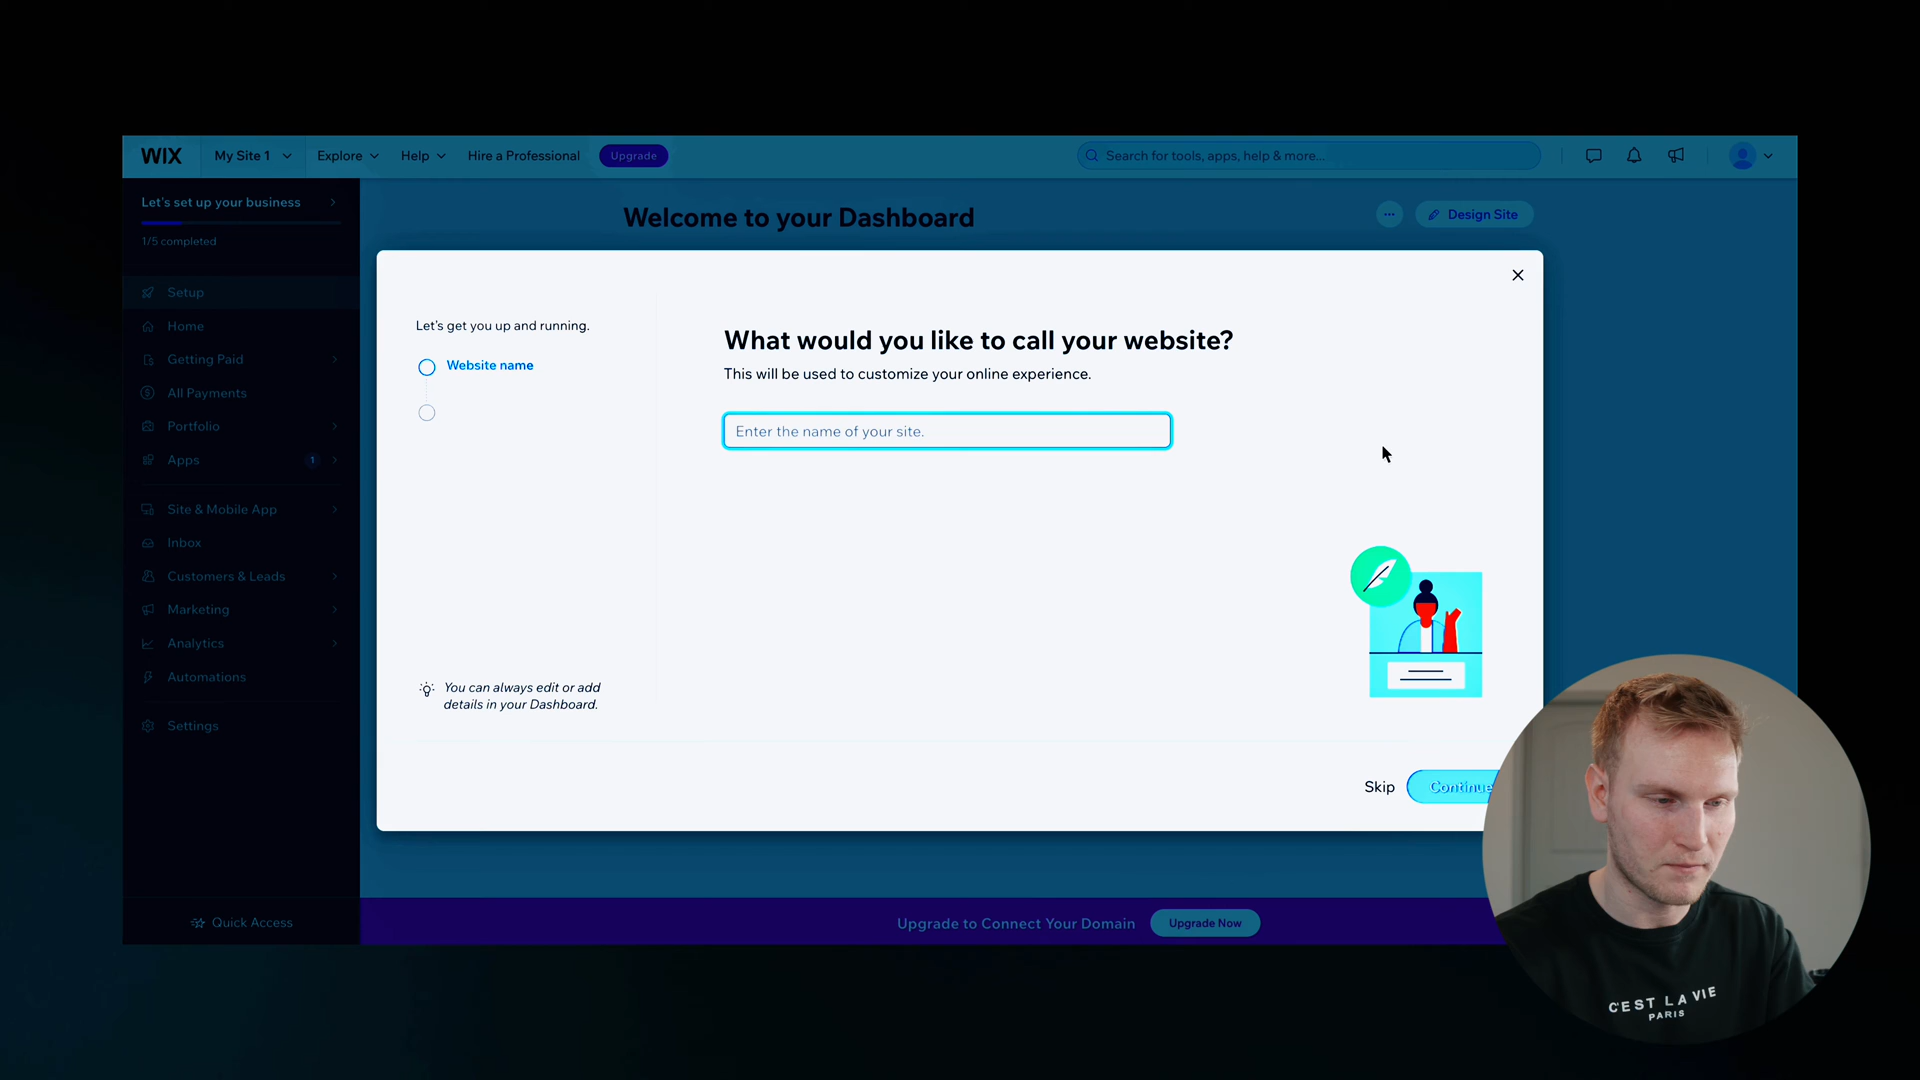 WIX My Site 1 Explore Help Hire a Professional Upgrade Search for tools, apps, help & more...
Let's set up your business
1/5 completed
Welcome to your Dashboard
Design Site
Setup
Home
Getting Paid
All Payments
Portfolio
Apps 1
Site & Mobile App
Inbox
Customers & Leads
Marketing
Analytics
Automations
Settings
Quick Access
Let's get you up and running.
Website name
You can always edit or add
details in your Dashboard.
What would you like to call your website?
This will be used to customize your online experience.
Enter the name of your site.
Skip Continue
Upgrade to Connect Your Domain Upgrade Now
C'EST LA VIE
PARIS